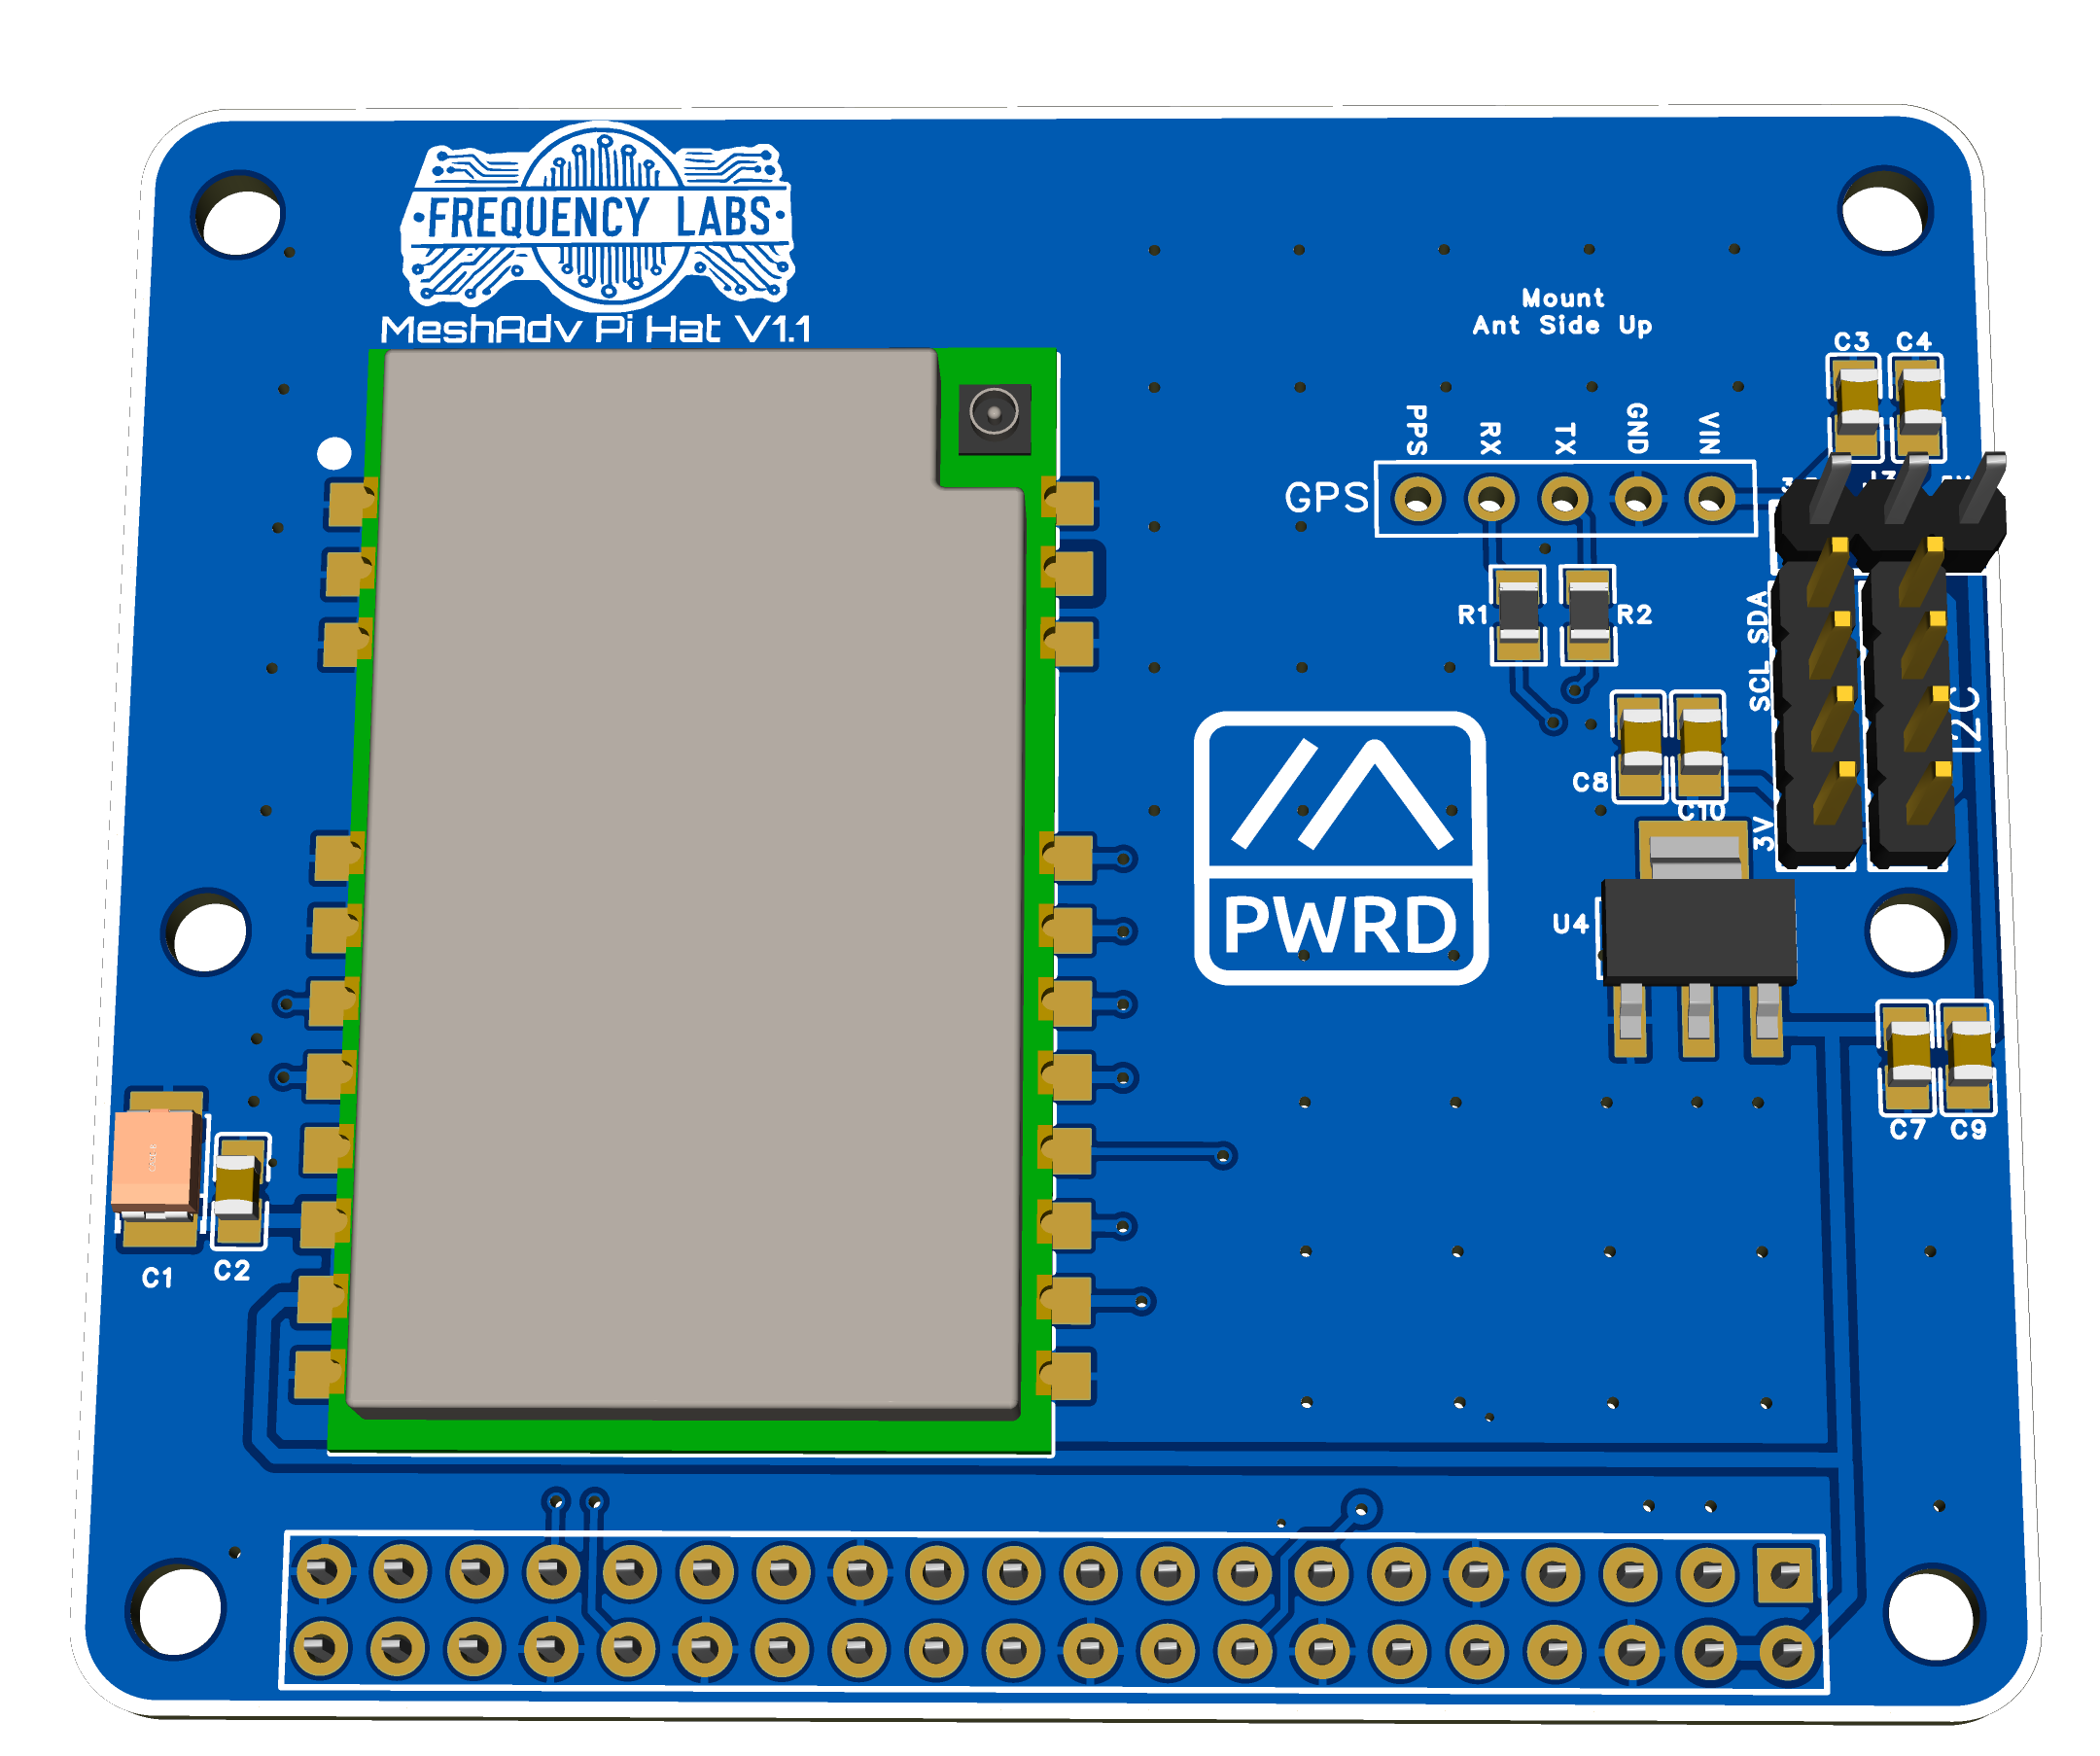 FREQUENCY LABS
MeshAdv Pi Hat V1.1
Mount
Ant Side Up
C3
C4
PPS
RX
TX
GND
VIN
GPS
R1
R2
SDA
SCL
I2C
C8
C10
3V
PWRD
U4
C7
C9
C1
C2